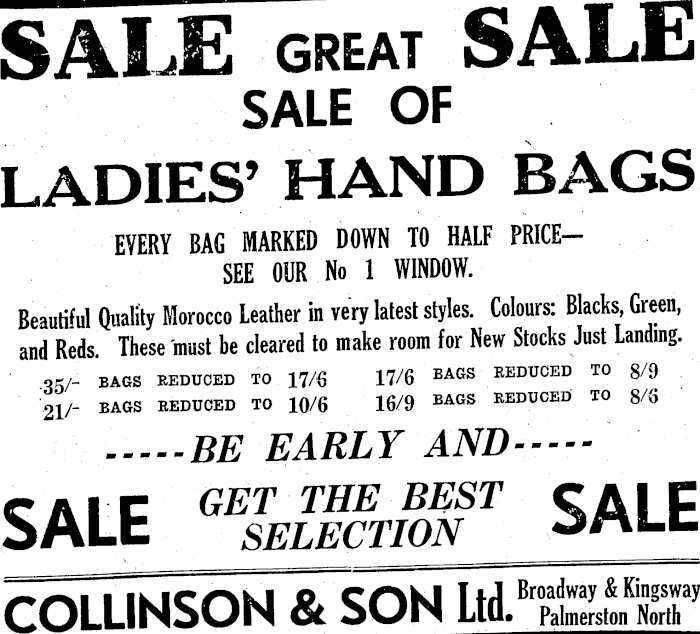 SALE GREAT SALE
SALE OF
LADIES' HAND BAGS
EVERY BAG MARKED DOWN TO HALF PRICE—
SEE OUR No 1 WINDOW.
Beautiful Quality Morocco Leather in very latest styles. Colours: Blacks, Green,
and Reds. These must be cleared to make room for New Stocks Just Landing.
35/- BAGS REDUCED TO 17/6 17/6 BAGS REDUCED TO 8/9
21/- BAGS REDUCED TO 10/6 16/9 BAGS REDUCED TO 8/6
-----BE EARLY AND-----
SALE GET THE BEST SALE
SELECTION
COLLINSON & SON Ltd. Broadway & Kingsway
Palmerston North